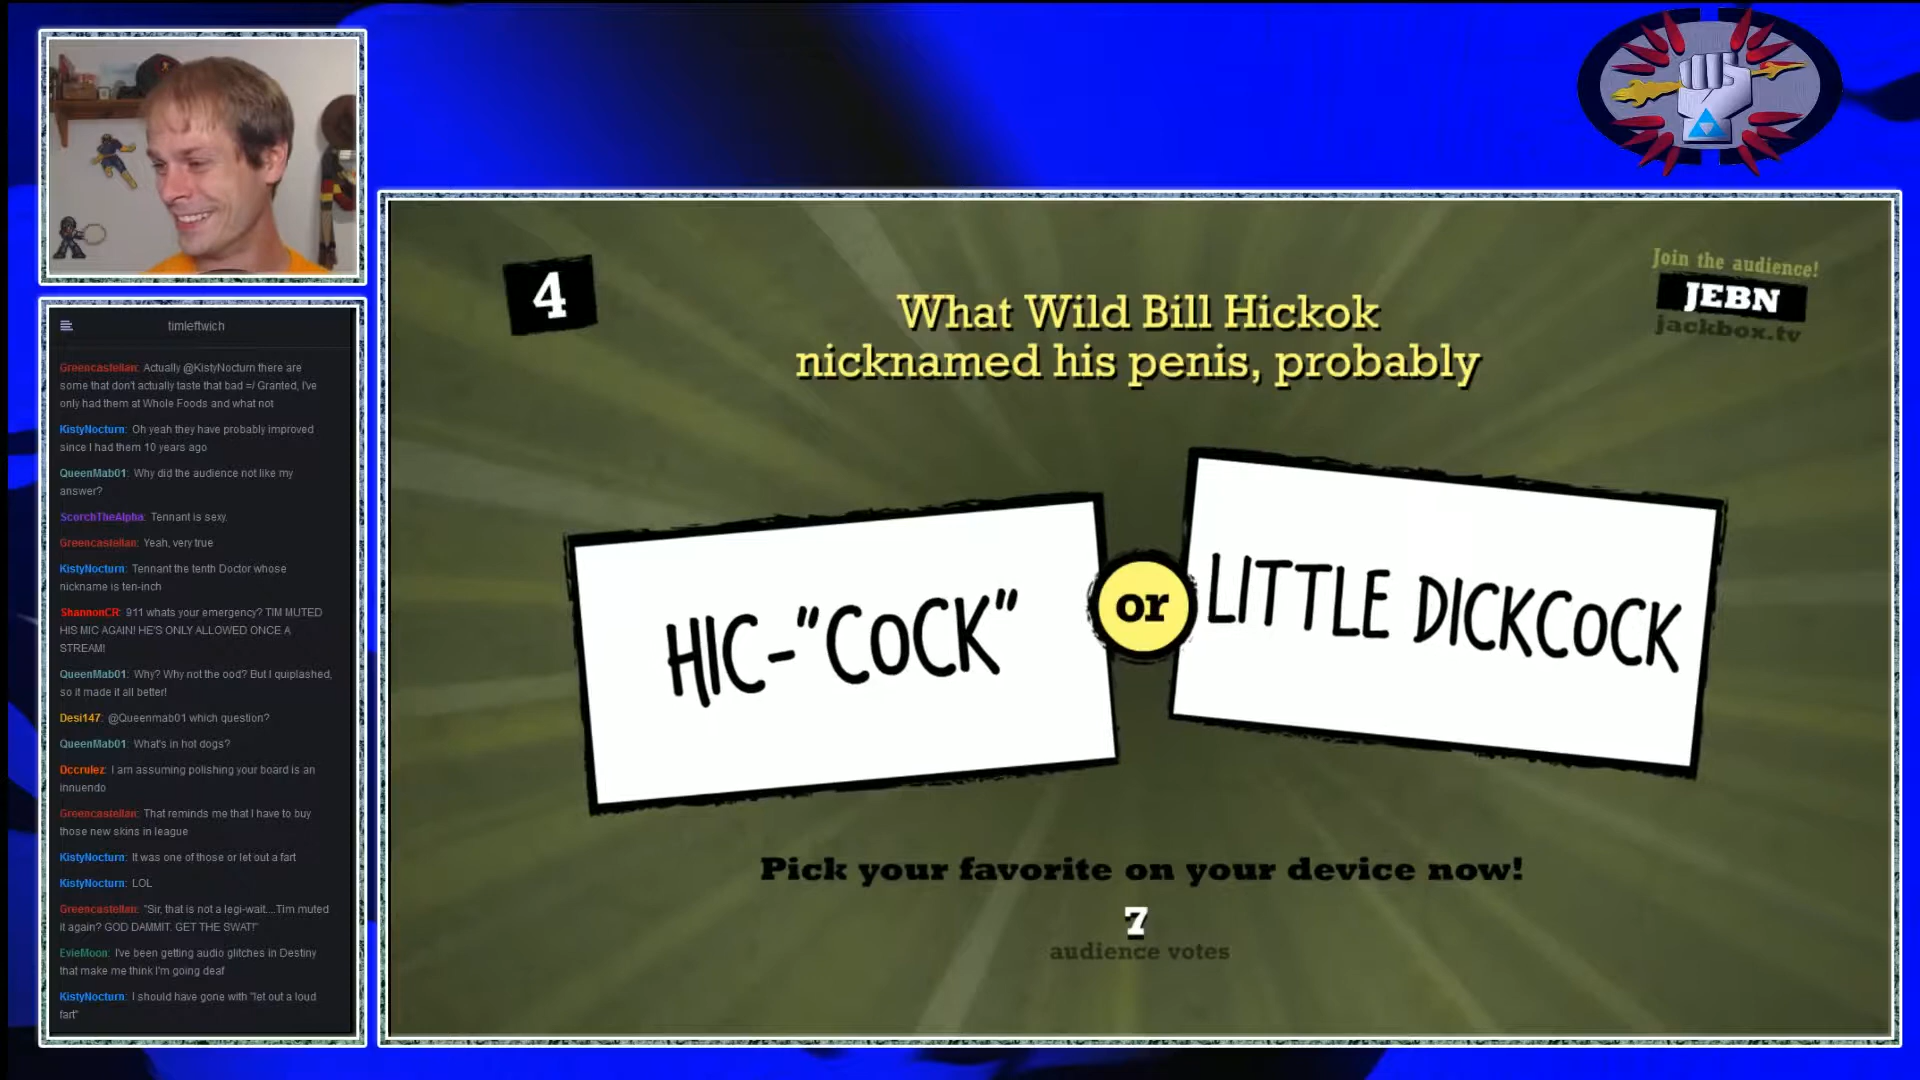 timleftwich
Greencastellan: Actually @KistyNocturn there are
some that don't actually taste that bad =/ Granted, I've
only had them at Whole Foods and what not
KistyNocturn: Oh yeah they have probably improved
since I had them 10 years ago
QueenMab01: Why did the audience not like my
answer?
ScorchTheAlpha: Tennant is sexy.
Greencastellan: Yeah, very true
KistyNocturn: Tennant the tenth Doctor whose
nickname is ten-inch
ShannonCR: 911 whats your emergency? TIM MUTED
HIS MIC AGAIN! HE'S ONLY ALLOWED ONCE A
STREAM!
QueenMab01: Why? Why not the ood? But I quiplashed,
so it made it all better!
Desi147: @Queenmab01 which question?
QueenMab01: What's in hot dogs?
Occrulez: I am assuming polishing your board is an
innuendo
Greencastellan: That reminds me that I have to buy
those new skins in league
KistyNocturn: It was one of those or let out a fart
KistyNocturn: LOL
Greencastellan: "Sir, that is not a legi-wait....Tim muted
it again? GOD DAMMIT. GET THE SWAT!"
EvieMoon: I've been getting audio glitches in Destiny
that make me think I'm going deaf
KistyNocturn: I should have gone with "let out a loud
fart"
4
What Wild Bill Hickok
nicknamed his penis, probably
Join the audience!
JEBN
jackbox.tv
HIC-"COCK"
or
LITTLE DICKCOCK
Pick your favorite on your device now!
7
audience votes